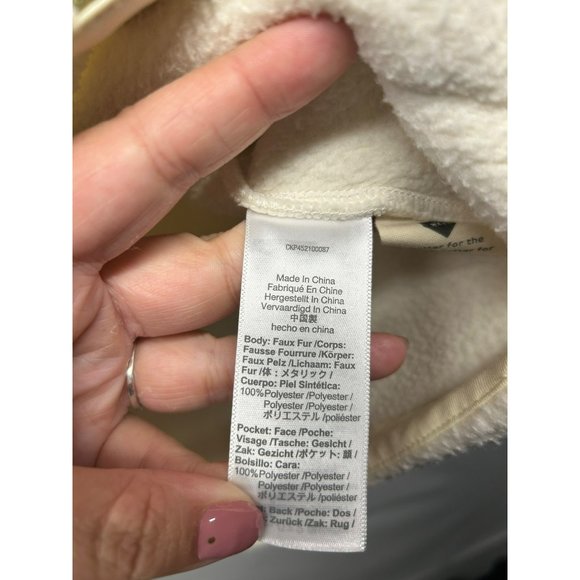 CKP452100087
Made In China
Fabriqué En Chine
Hergestellt In China
Vervaardigd In China
中国製
hecho en china
Body: Faux Fur /Corps:
Fausse Fourrure /Körper:
Faux Pelz /Lichaam: Faux
Fur /体：メタリック /
Cuerpo: Piel Sintética:
100%Polyester /Polyester /
Polyester /Polyester /
ポリエステル /poliéster
Pocket: Face /Poche:
Visage /Tasche: Gesicht /
Zak: Gezicht /ポケット: 顔 /
Bolsillo: Cara:
100%Polyester /Polyester /
Polyester /Polyester /
ポリエステル /poliéster
Back /Poche: Dos /
Zurück /Zak: Rug /
for the
for